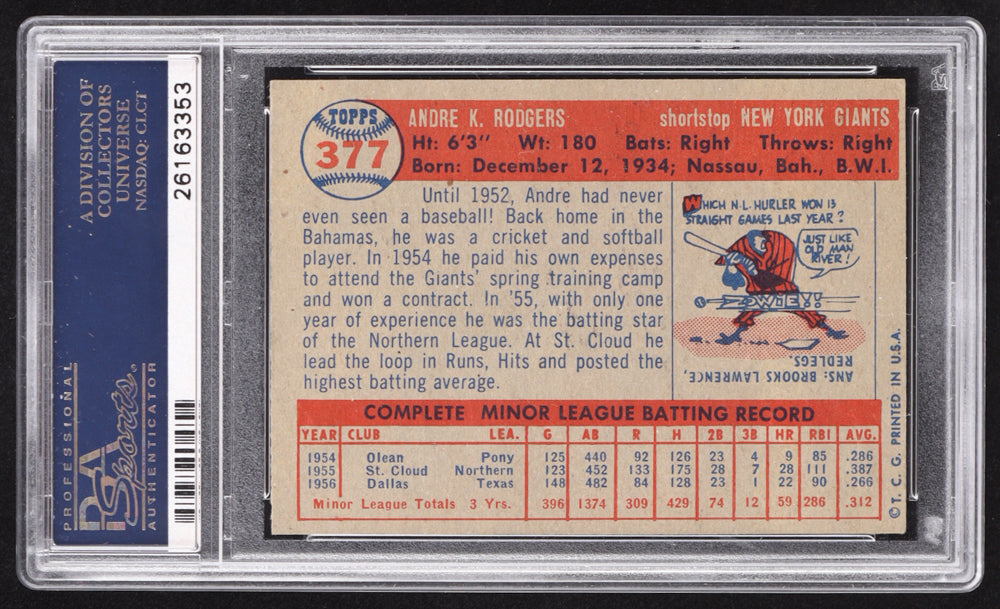 A DIVISION OF
COLLECTORS
UNIVERSE
NASDAQ: CLCT
26163353
PROFESSIONAL
PSA
Sports
AUTHENTICATOR
TOPPS
377
ANDRE K. RODGERS shortstop NEW YORK GIANTS
Ht: 6'3" Wt: 180 Bats: Right Throws: Right
Born: December 12, 1934; Nassau, Bah., B.W.I.
Until 1952, Andre had never
even seen a baseball! Back home in the
Bahamas, he was a cricket and softball
player. In 1954 he paid his own expenses
to attend the Giants' spring training camp
and won a contract. In '55, with only one
year of experience he was the batting star
of the Northern League. At St. Cloud he
lead the loop in Runs, Hits and posted the
highest batting average.
WHICH N.L. HURLER WON 13
STRAIGHT GAMES LAST YEAR?
JUST LIKE
OLD MAN
RIVER!
ZOWIE!!
ANS: BROOKS LAWRENCE,
REDLEGS.
COMPLETE MINOR LEAGUE BATTING RECORD
YEAR CLUB LEA. G AB R H 2B 3B HR RBI AVG.
1954 Olean Pony 125 440 92 126 23 4 9 85 .286
1955 St. Cloud Northern 123 452 133 175 28 7 28 111 .387
1956 Dallas Texas 148 482 84 128 23 1 22 90 .266
Minor League Totals 3 Yrs. 396 1374 309 429 74 12 59 286 .312
© T. C. G. PRINTED IN U.S.A.